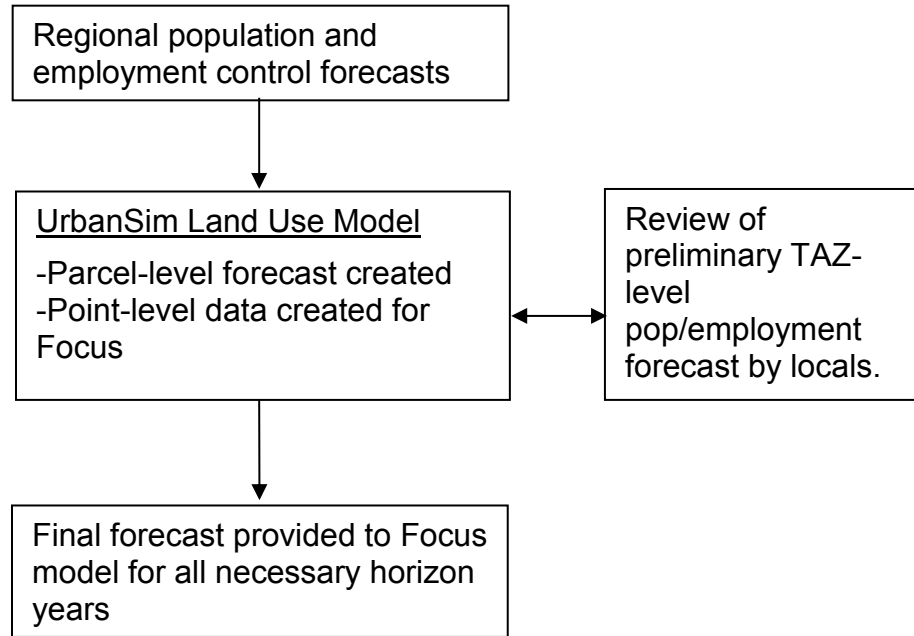 Regional population and
employment control forecasts
UrbanSim Land Use Model
-Parcel-level forecast created
-Point-level data created for
Focus
Review of
preliminary TAZ-
level
pop/employment
forecast by locals.
Final forecast provided to Focus
model for all necessary horizon
years